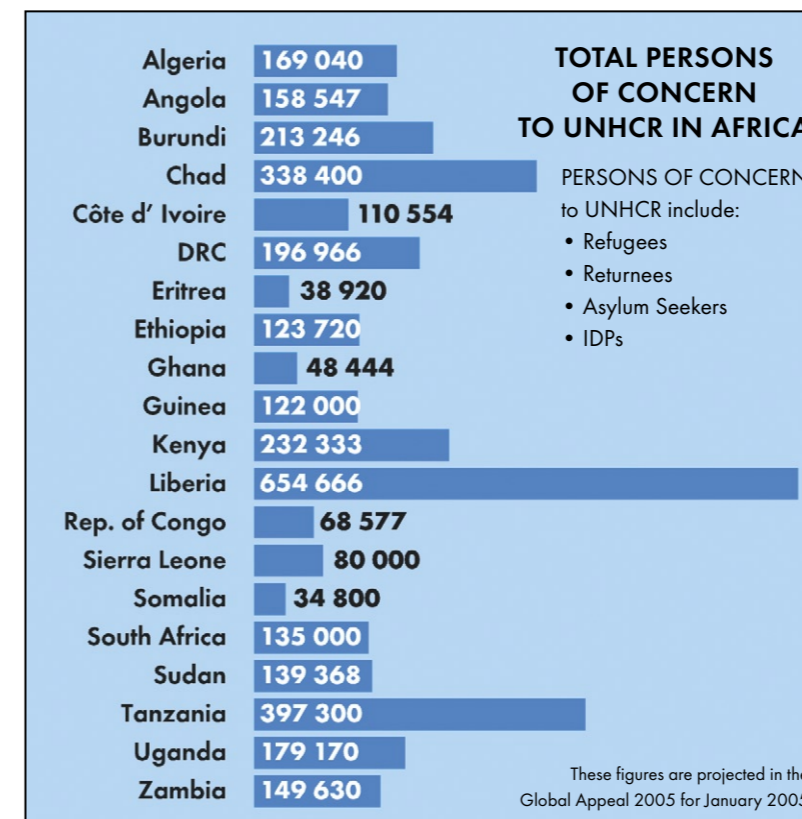 TOTAL PERSONS
OF CONCERN
TO UNHCR IN AFRICA
PERSONS OF CONCERN
to UNHCR include:
• Refugees
• Returnees
• Asylum Seekers
• IDPs
Algeria 169 040
Angola 158 547
Burundi 213 246
Chad 338 400
Côte d' Ivoire 110 554
DRC 196 966
Eritrea 38 920
Ethiopia 123 720
Ghana 48 444
Guinea 122 000
Kenya 232 333
Liberia 654 666
Rep. of Congo 68 577
Sierra Leone 80 000
Somalia 34 800
South Africa 135 000
Sudan 139 368
Tanzania 397 300
Uganda 179 170
Zambia 149 630
These figures are projected in the
Global Appeal 2005 for January 2005